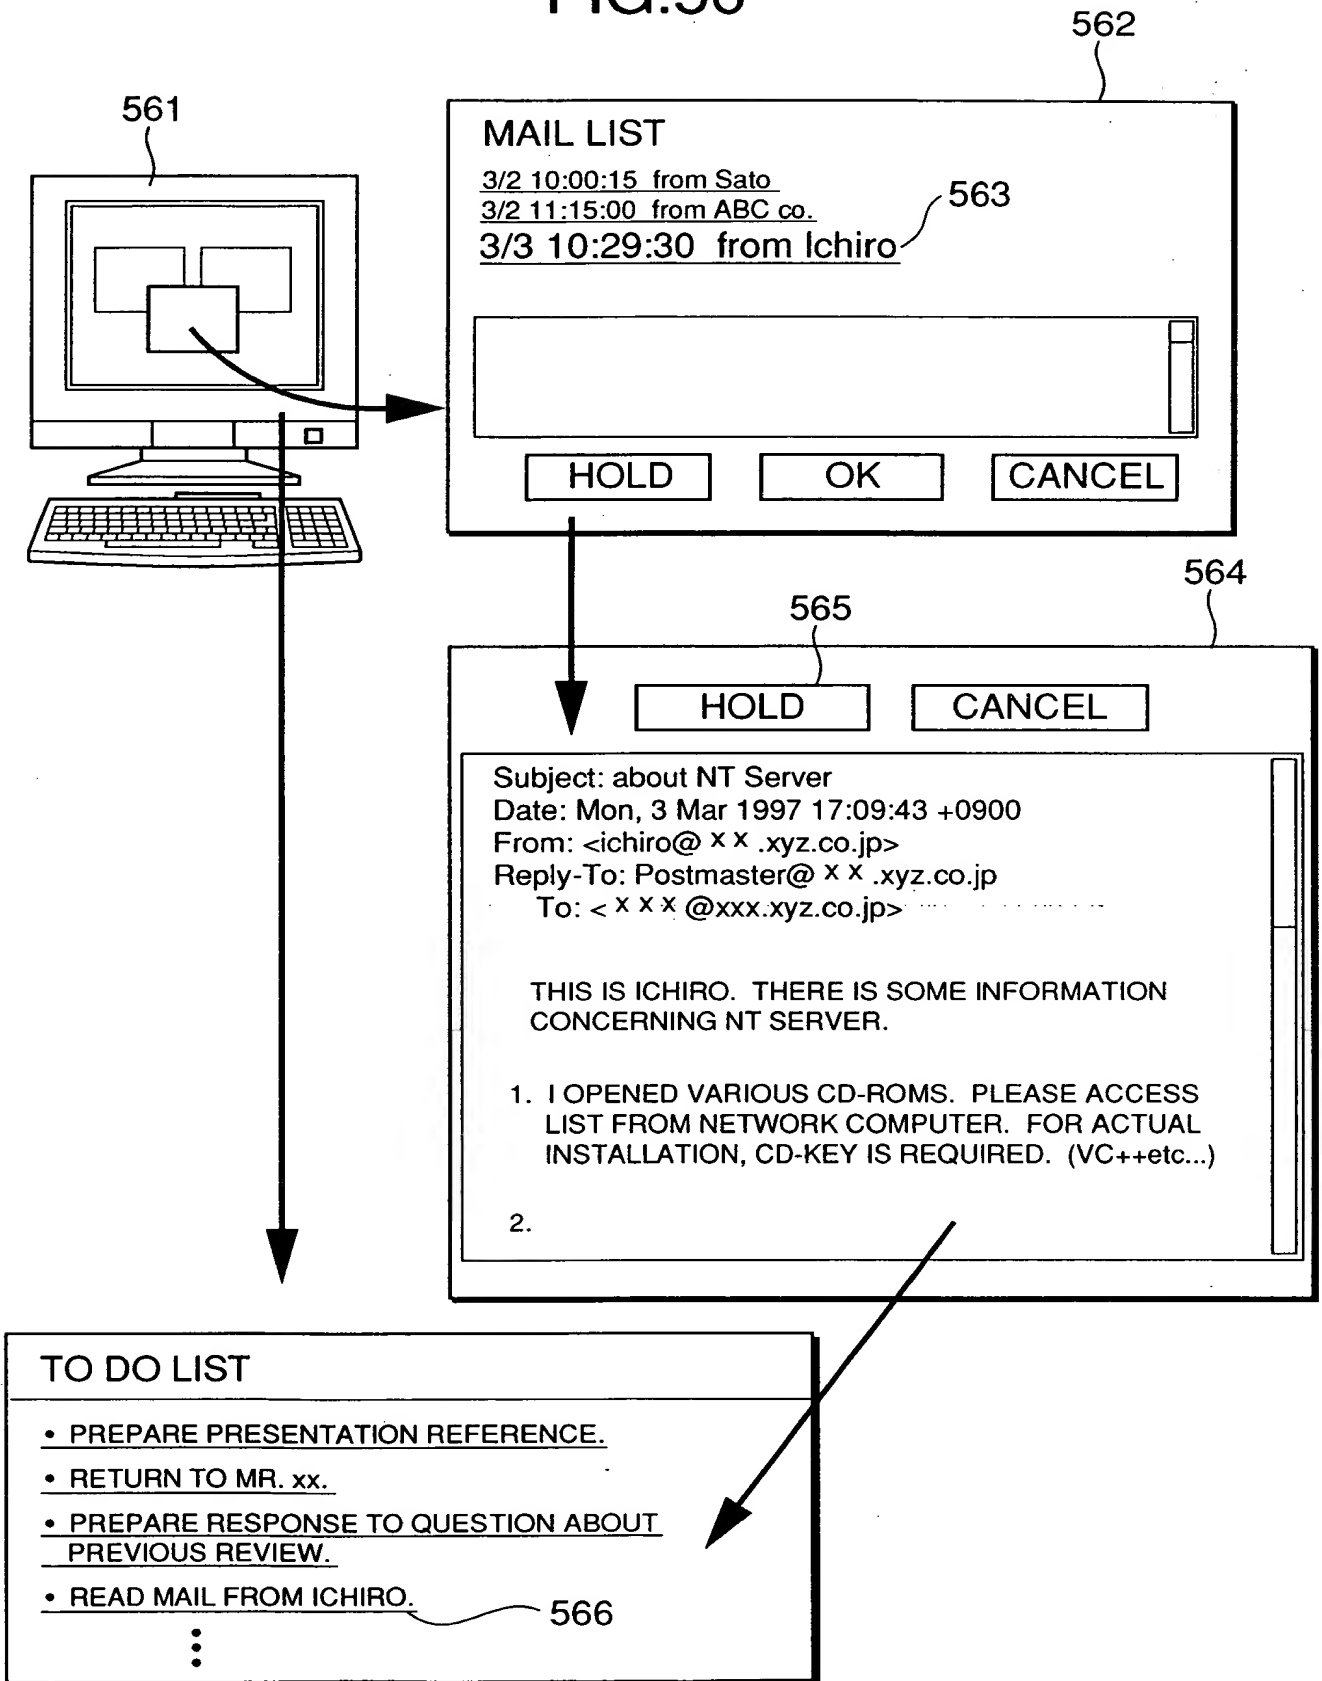 FIG.56
562
561
MAIL LIST
3/2 10:00:15 from Sato
3/2 11:15:00 from ABC co.
563
3/3 10:29:30 from Ichiro
HOLD OK CANCEL
564
565
HOLD CANCEL
Subject: about NT Server
Date: Mon, 3 Mar 1997 17:09:43 +0900
From: <ichiro@ x x .xyz.co.jp>
Reply-To: Postmaster@ x x .xyz.co.jp
To: < x x x @xxx.xyz.co.jp>
THIS IS ICHIRO. THERE IS SOME INFORMATION
CONCERNING NT SERVER.
1. I OPENED VARIOUS CD-ROMS. PLEASE ACCESS
LIST FROM NETWORK COMPUTER. FOR ACTUAL
INSTALLATION, CD-KEY IS REQUIRED. (VC++etc...)
2.
TO DO LIST
• PREPARE PRESENTATION REFERENCE.
• RETURN TO MR. xx.
• PREPARE RESPONSE TO QUESTION ABOUT
PREVIOUS REVIEW.
• READ MAIL FROM ICHIRO.
566